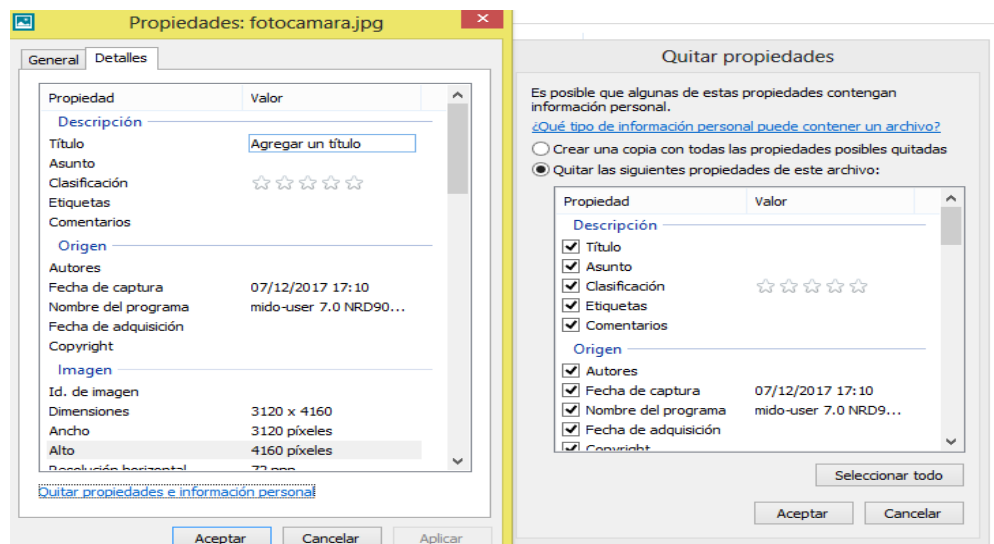 Propiedades: fotocamara.jpg
General Detalles
Propiedad Valor
Descripción
Título Agregar un título
Asunto
Clasificación
Etiquetas
Comentarios
Origen
Autores
Fecha de captura 07/12/2017 17:10
Nombre del programa mido-user 7.0 NRD90...
Fecha de adquisición
Copyright
Imagen
Id. de imagen
Dimensiones 3120 x 4160
Ancho 3120 píxeles
Alto 4160 píxeles
Resolución horizontal 72 ppp
Quitar propiedades e información personal
Aceptar Cancelar Aplicar
Quitar propiedades
Es posible que algunas de estas propiedades contengan
información personal.
¿Qué tipo de información personal puede contener un archivo?
Crear una copia con todas las propiedades posibles quitadas
Quitar las siguientes propiedades de este archivo:
Propiedad Valor
Descripción
Título
Asunto
Clasificación
Etiquetas
Comentarios
Origen
Autores
Fecha de captura 07/12/2017 17:10
Nombre del programa mido-user 7.0 NRD9...
Fecha de adquisición
Copyright
Seleccionar todo
Aceptar Cancelar